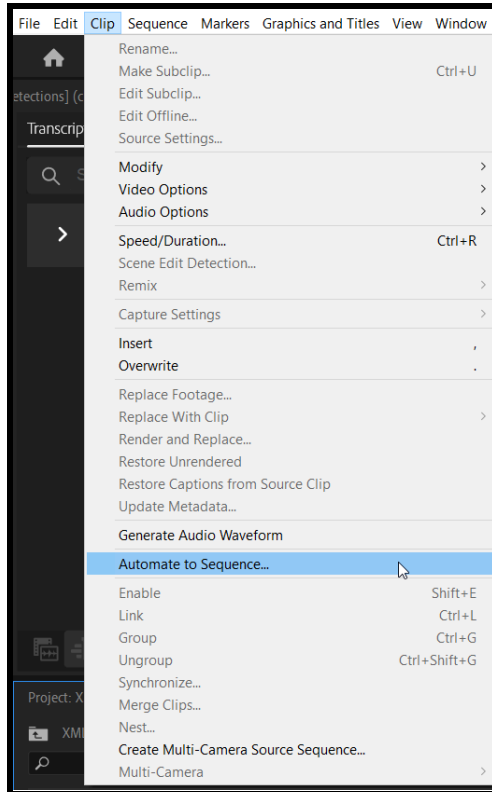 File Edit Clip Sequence Markers Graphics and Titles View Window
Rename...
Make Subclip... Ctrl+U
etections] (c
Edit Subclip...
Edit Offline...
Transcrip
Source Settings...
Modify
S
Video Options
Audio Options
Speed/Duration... Ctrl+R
Scene Edit Detection...
Remix
Capture Settings
Insert ,
Overwrite .
Replace Footage...
Replace With Clip
Render and Replace...
Restore Unrendered
Restore Captions from Source Clip
Update Metadata...
Generate Audio Waveform
Automate to Sequence...
Enable Shift+E
Link Ctrl+L
Group Ctrl+G
Ungroup Ctrl+Shift+G
Synchronize...
Project: X
Merge Clips...
Nest...
XMI
Create Multi-Camera Source Sequence...
Multi-Camera